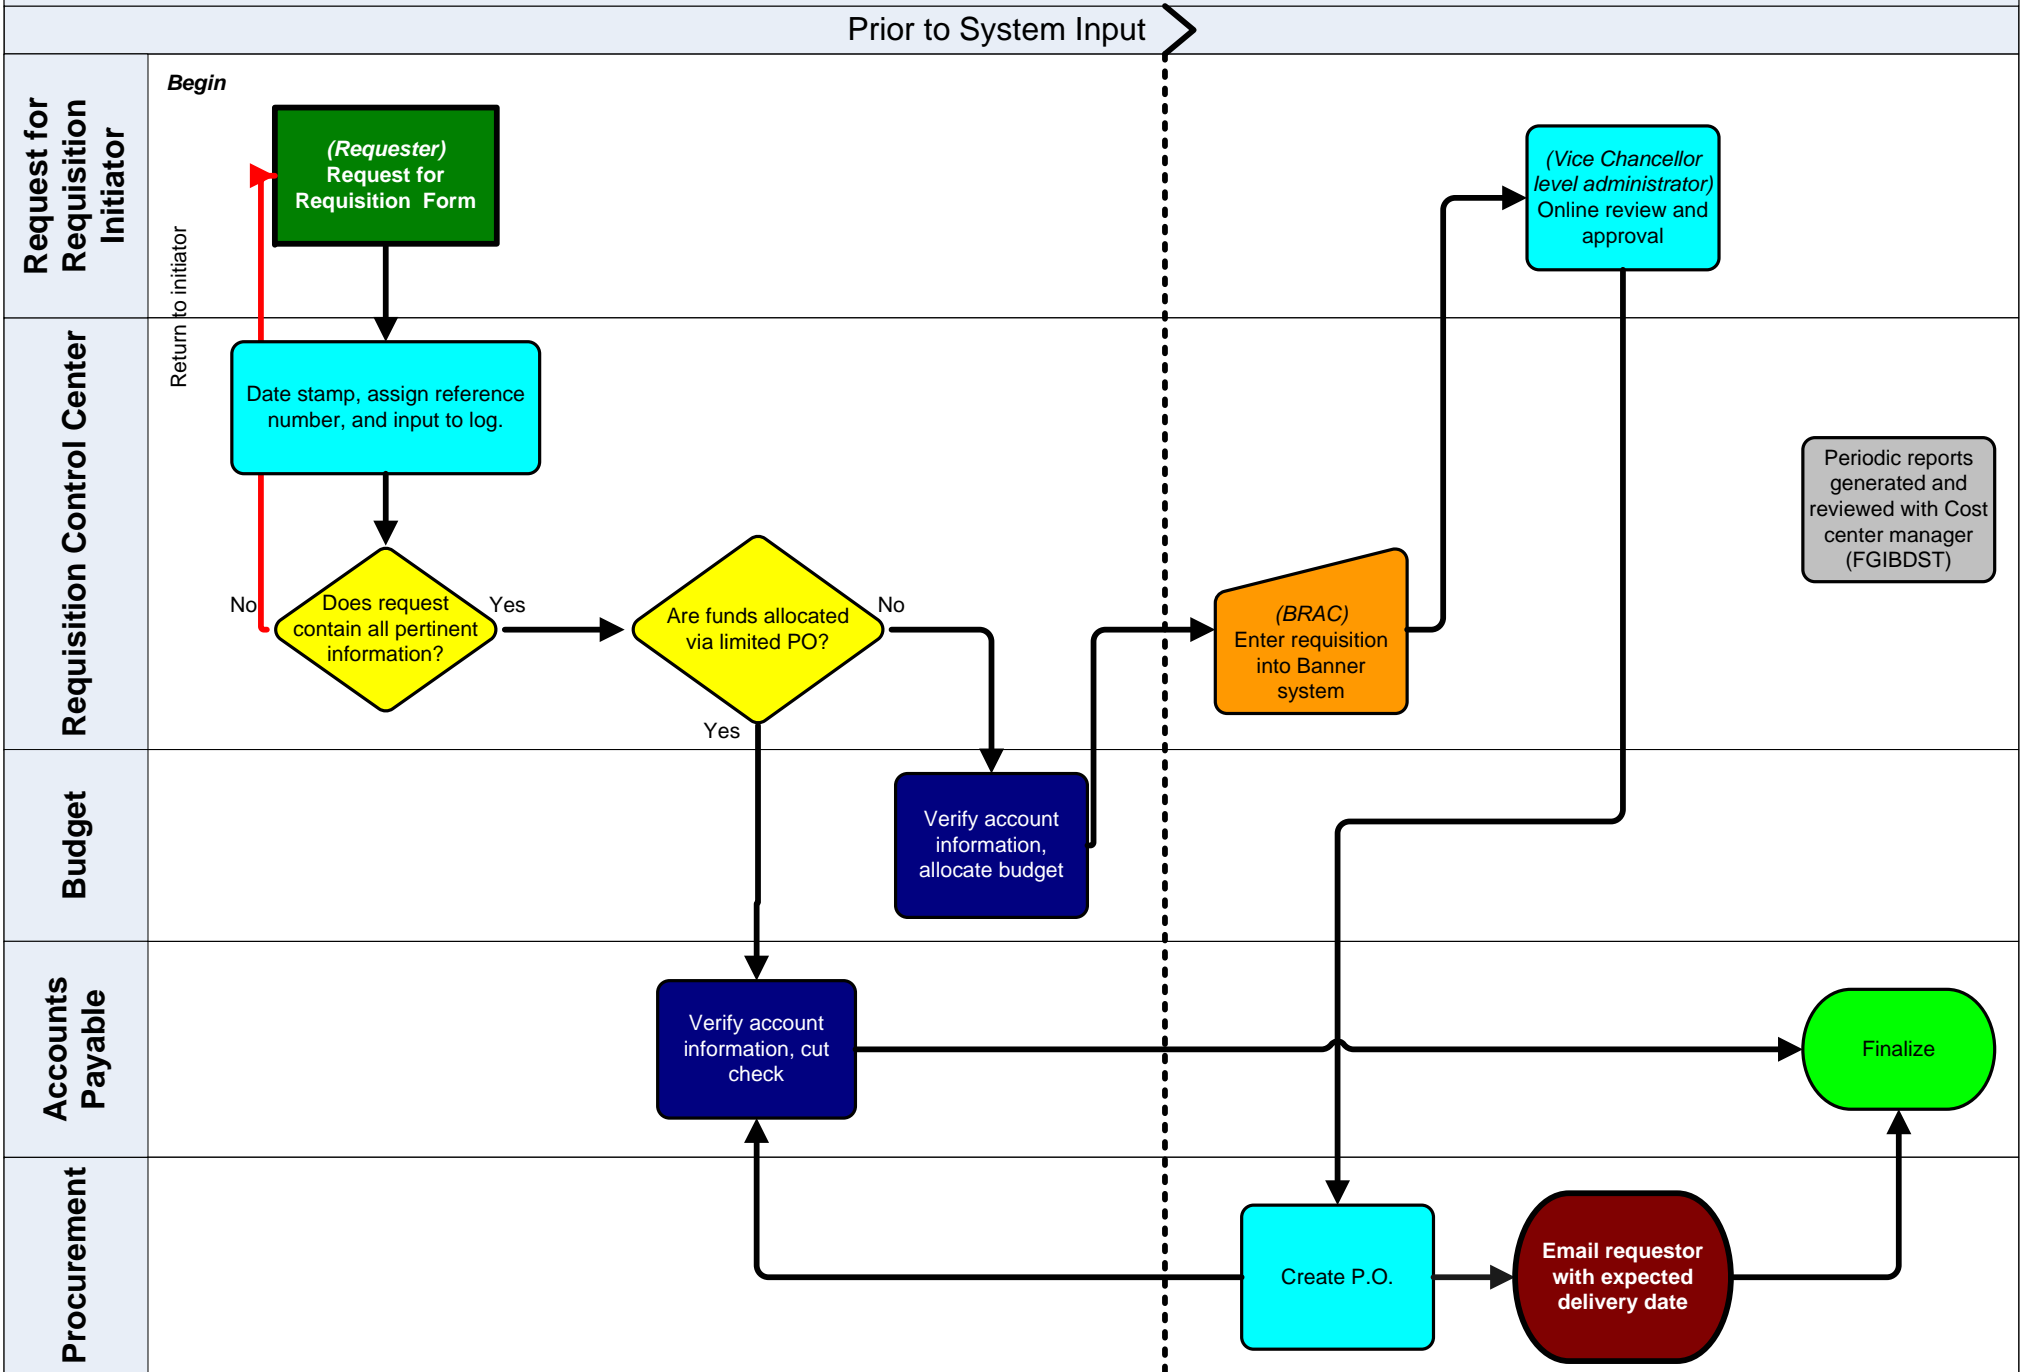 Prior to System Input
Request for
Requisition
Initiator
Begin
(Requester)
Request for
Requisition Form
Return to initiator
(Vice Chancellor
level administrator)
Online review and
approval
Requisition Control Center
Date stamp, assign reference
number, and input to log.
No
Does request
contain all pertinent
information?
Yes
Are funds allocated
via limited PO?
No
Yes
(BRAC)
Enter requisition
into Banner
system
Periodic reports
generated and
reviewed with Cost
center manager
(FGIBDST)
Budget
Verify account
information,
allocate budget
Accounts
Payable
Verify account
information, cut
check
Finalize
Procurement
Create P.O.
Email requestor
with expected
delivery date